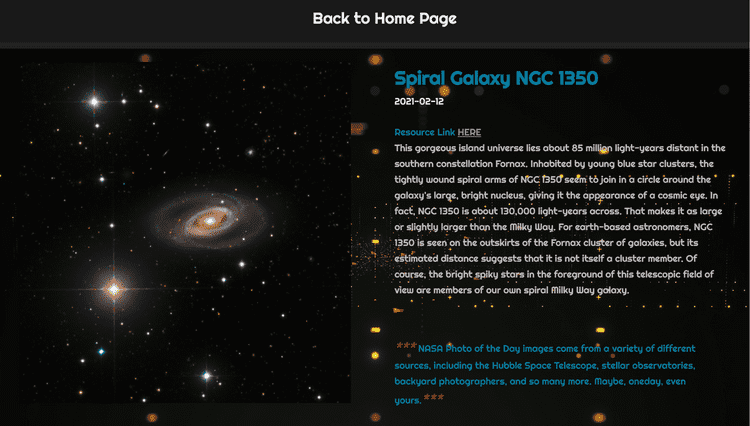 Back to Home Page
Spiral Galaxy NGC 1350
2021-02-12
Resource Link HERE
This gorgeous island universe lies about 85 million light-years distant in the
southern constellation Fornax. Inhabited by young blue star clusters, the
tightly wound spiral arms of NGC 1350 seem to join in a circle around the
galaxy's large, bright nucleus, giving it the appearance of a cosmic eye. In
fact, NGC 1350 is about 130,000 light-years across. That makes it as large
or slightly larger than the Milky Way. For earth-based astronomers, NGC
1350 is seen on the outskirts of the Fornax cluster of galaxies, but its
estimated distance suggests that it is not itself a cluster member. Of
course, the bright spiky stars in the foreground of this telescopic field of
view are members of our own spiral Milky Way galaxy.
***NASA Photo of the Day images come from a variety of different
sources, including the Hubble Space Telescope, stellar observatories,
backyard photographers, and so many more. Maybe, oneday, even
yours.***